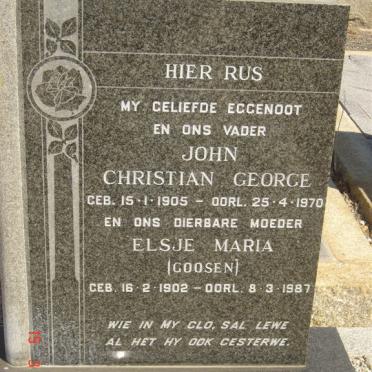 HIER RUS
MY GELIEFDE EGGENOOT
EN ONS VADER
JOHN
CHRISTIAN GEORGE
GEB. 15·1·1905 – OORL. 25·4·1970
EN ONS DIERBARE MOEDER
ELSJE MARIA
(GOOSEN)
GEB. 16·2·1902 – OORL. 8·3·1987
WIE IN MY GLO, SAL LEWE
AL HET HY OOK GESTERWE.